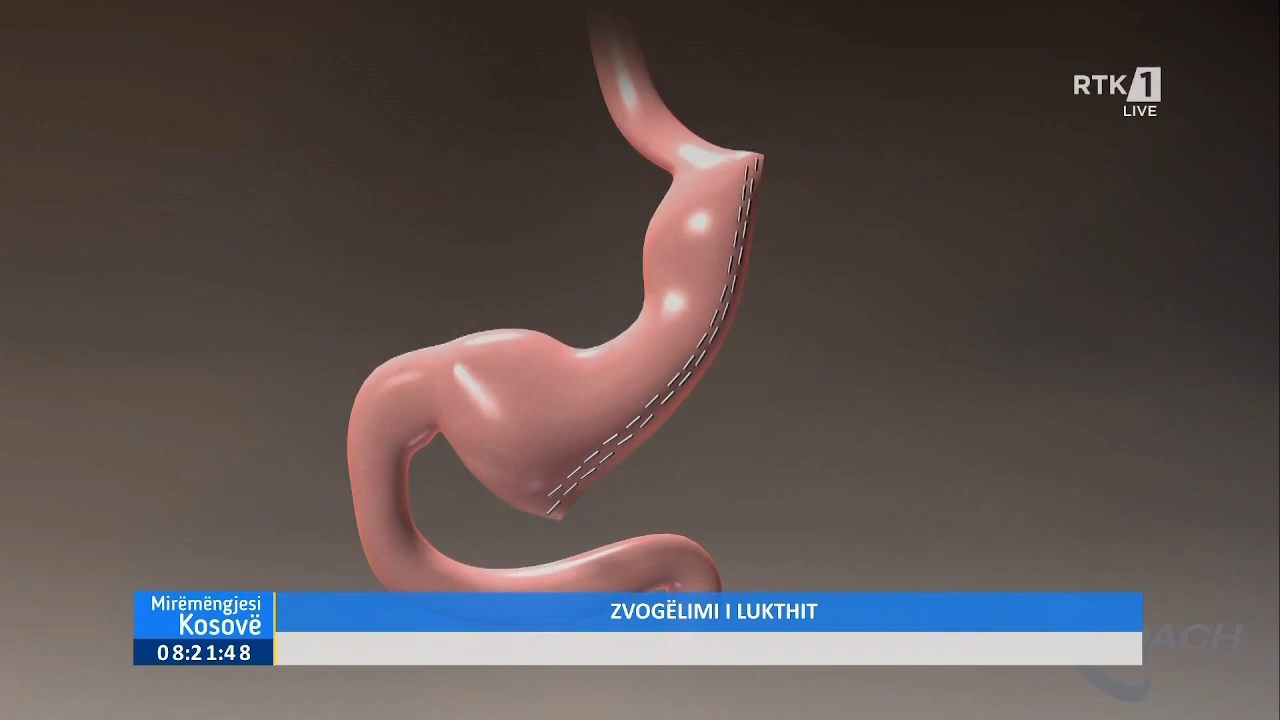 RTK 1
LIVE
Mirëmëngjesi
Kosovë
ZVOGËLIMI I LUKTHIT
08:21:48